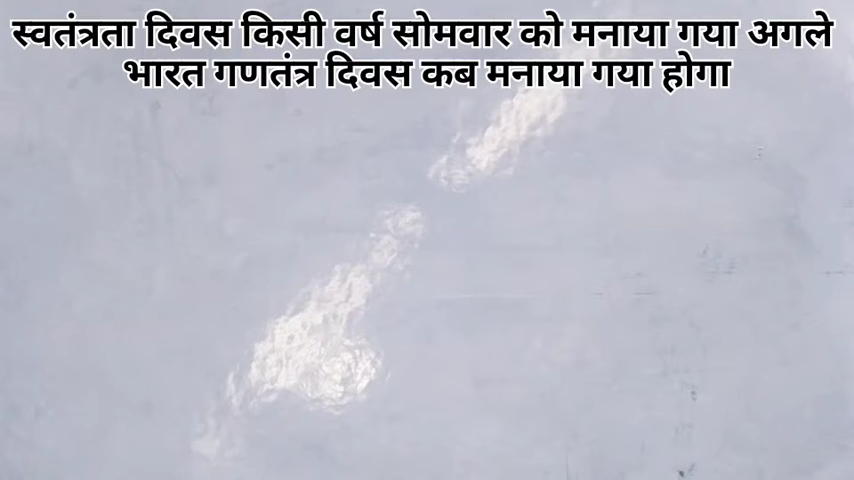 स्वतंत्रता दिवस किसी वर्ष सोमवार को मनाया गया अगले
भारत गणतंत्र दिवस कब मनाया गया होगा